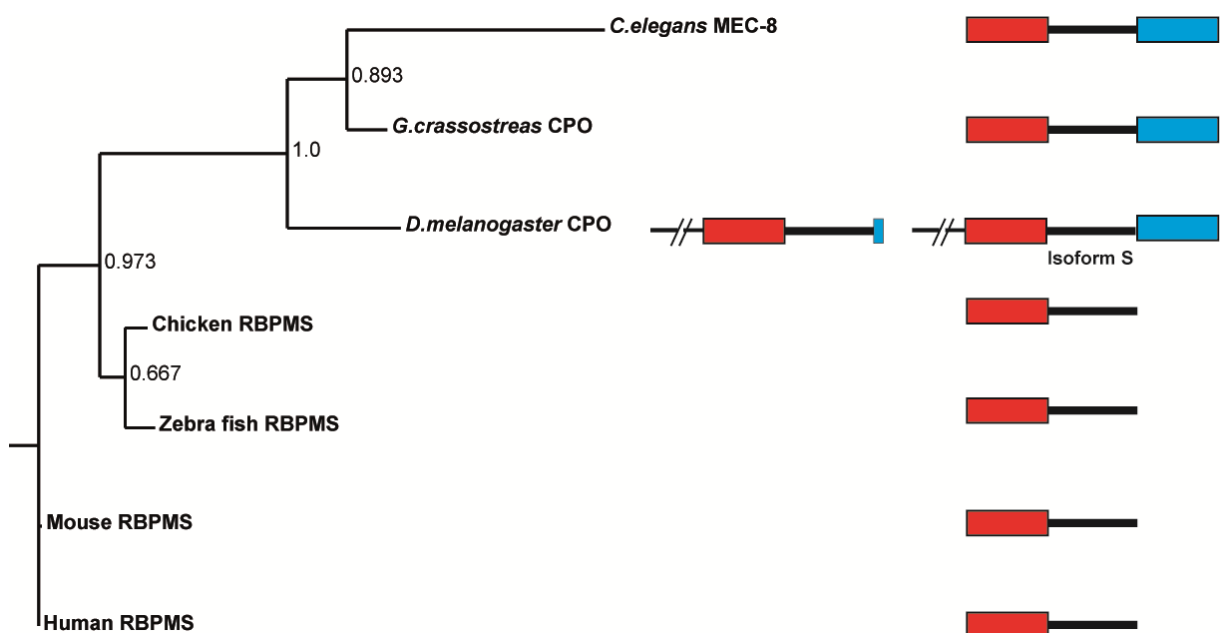 C.elegans MEC-8
0.893
G.crassostreas CPO
1.0
D.melanogaster CPO
Isoform S
0.973
Chicken RBPMS
0.667
Zebra fish RBPMS
Mouse RBPMS
Human RBPMS